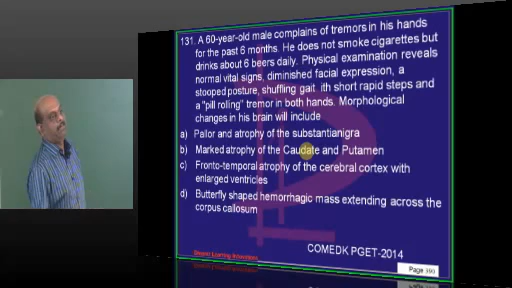 131. A 60-year-old male complains of tremors in his hands
for the past 6 months. He does not smoke cigarettes but
drinks about 6 beers daily. Physical examination reveals
normal vital signs, diminished facial expression, a
stooped posture, shuffling gait ith short rapid steps and
a "pill rolling" tremor in both hands. Morphological
changes in his brain will include
a) Pallor and atrophy of the substantianigra
b) Marked atrophy of the Caudate and Putamen
c) Fronto-temporal atrophy of the cerebral cortex with
enlarged ventricles
d) Butterfly shaped hemorrhagic mass extending across the
corpus callosum
COMEDK PGET-2014
Page 399